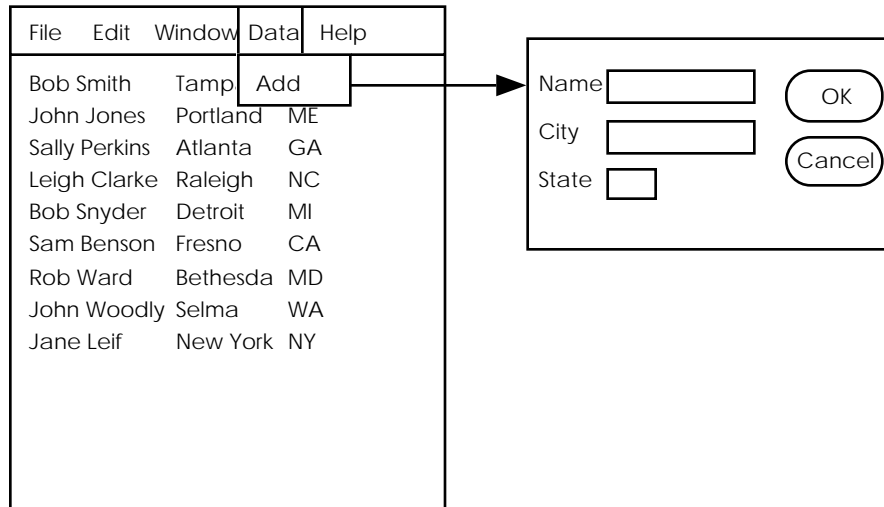 File Edit Window Data Help
Add
Bob Smith
John Jones Portland ME
Sally Perkins Atlanta GA
Leigh Clarke Raleigh NC
Bob Snyder Detroit MI
Sam Benson Fresno CA
Rob Ward Bethesda MD
John Woodly Selma WA
Jane Leif New York NY
Name
City
State
OK
Cancel